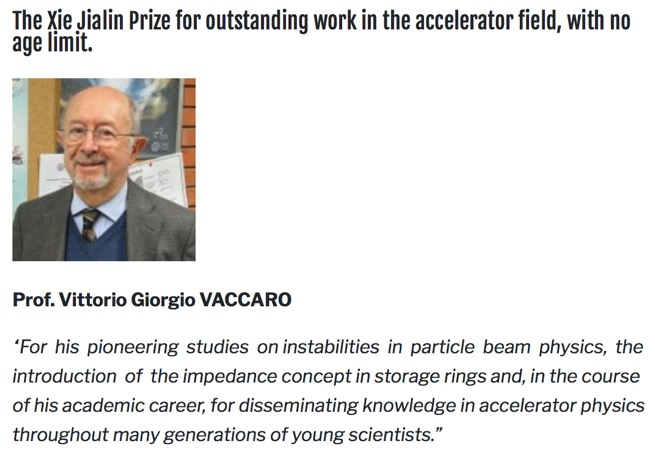 The Xie Jialin Prize for outstanding work in the accelerator field, with no
age limit.
Prof. Vittorio Giorgio VACCARO
‘For his pioneering studies on instabilities in particle beam physics, the
introduction of the impedance concept in storage rings and, in the course
of his academic career, for disseminating knowledge in accelerator physics
throughout many generations of young scientists.”